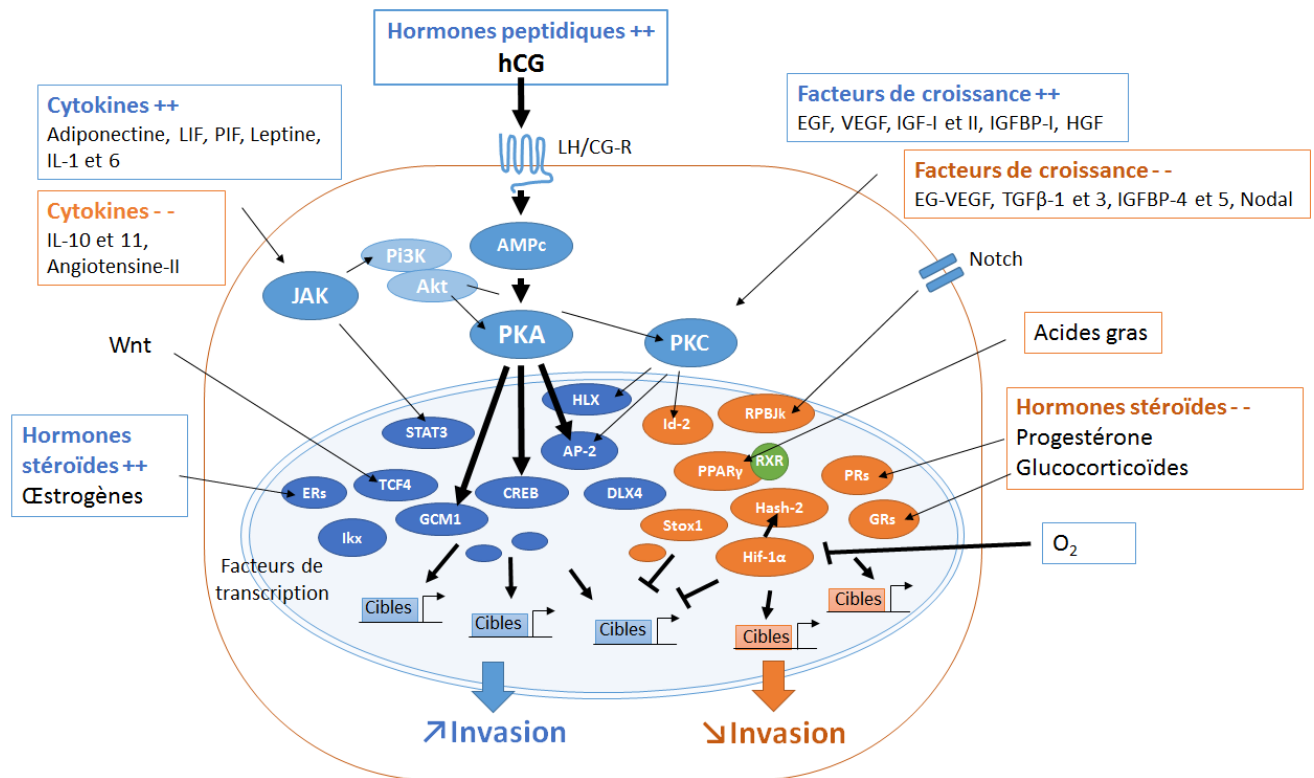 Hormones peptidiques ++
hCG
Cytokines ++
Adiponectine, LIF, PIF, Leptine,
IL-1 et 6
Facteurs de croissance ++
EGF, VEGF, IGF-I et II, IGFBP-I, HGF
LH/CG-R
Facteurs de croissance - -
EG-VEGF, TGFβ-1 et 3, IGFBP-4 et 5, Nodal
Cytokines - -
IL-10 et 11,
Angiotensine-II
Pi3K
AMPc
Notch
Akt
JAK
PKA
PKC
Wnt
Acides gras
HLX
Id-2
RPBJk
STAT3
AP-2
Hormones
stéroïdes ++
Œstrogènes
Hormones stéroïdes - -
Progestérone
Glucocorticoïdes
PPARγ
RXR
PRs
ERs
TCF4
CREB
DLX4
GCM1
Hash-2
GRs
Stox1
Ikx
Hif-1α
O₂
Facteurs de
transcription
Cibles
Cibles
Cibles
Cibles
Cibles
↗Invasion
↘Invasion